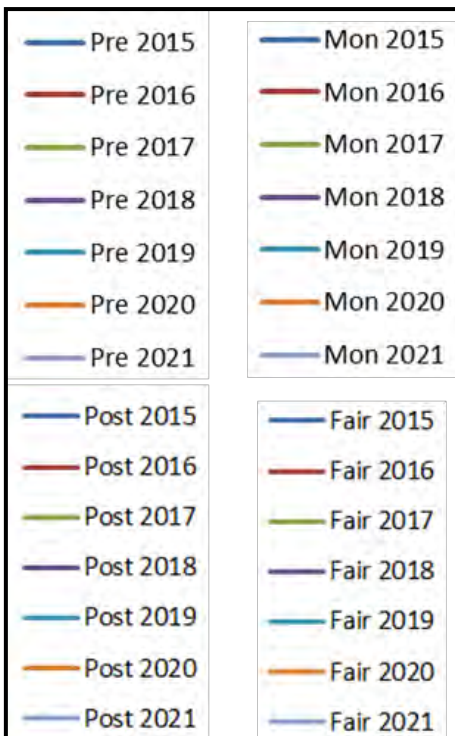 Pre 2015
Pre 2016
Pre 2017
Pre 2018
Pre 2019
Pre 2020
Pre 2021
Mon 2015
Mon 2016
Mon 2017
Mon 2018
Mon 2019
Mon 2020
Mon 2021
Post 2015
Post 2016
Post 2017
Post 2018
Post 2019
Post 2020
Post 2021
Fair 2015
Fair 2016
Fair 2017
Fair 2018
Fair 2019
Fair 2020
Fair 2021